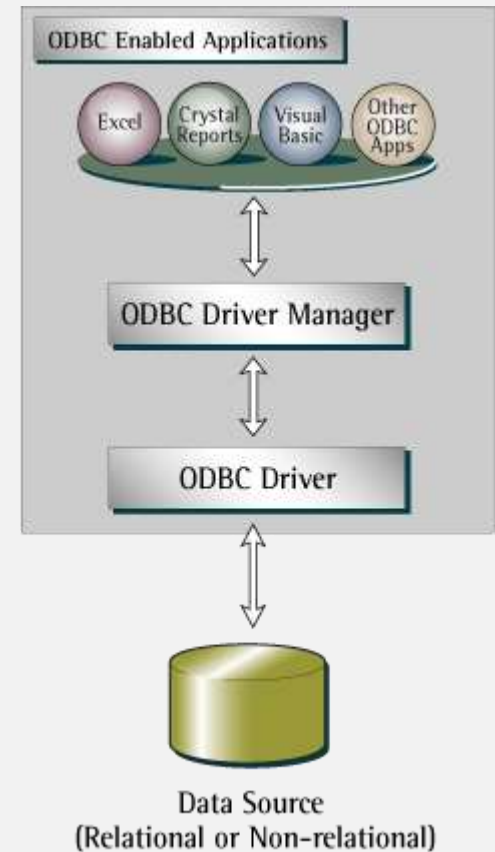 ODBC Enabled Applications
Excel
Crystal
Reports
Visual
Basic
Other
ODBC
Apps
ODBC Driver Manager
ODBC Driver
Data Source
(Relational or Non-relational)